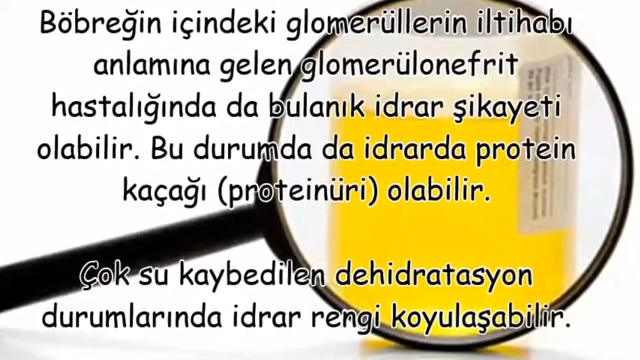 Böbreğin içindeki glomerüllerin iltihabı
anlamına gelen glomerülonefrit
hastalığında da bulanık idrar şikayeti
olabilir. Bu durumda da idrarda protein
kaçağı (proteinüri) olabilir.
Çok su kaybedilen dehidratasyon
durumlarında idrar rengi koyulaşabilir.